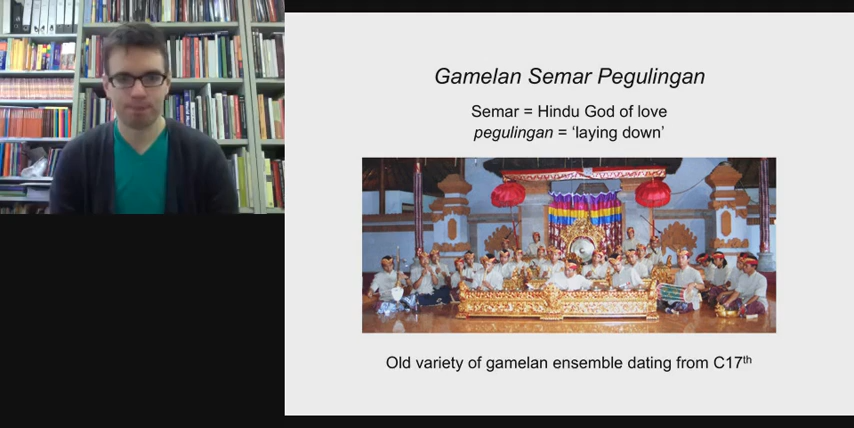 Gamelan Semar Pegulingan
Semar = Hindu God of love
pegulingan = ‘laying down’
Old variety of gamelan ensemble dating from C17th